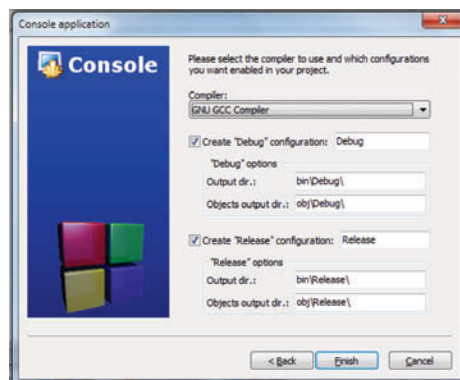 Console application
Console
Please select the compiler to use and which configurations
you want enabled in your project.
Compiler:
GNU GCC Compiler
Create "Debug" configuration: Debug
"Debug" options
Output dir.: bin\Debug\
Objects output dir.: obj\Debug\
Create "Release" configuration: Release
"Release" options
Output dir.: bin\Release\
Objects output dir.: obj\Release\
< Back
Finish
Cancel